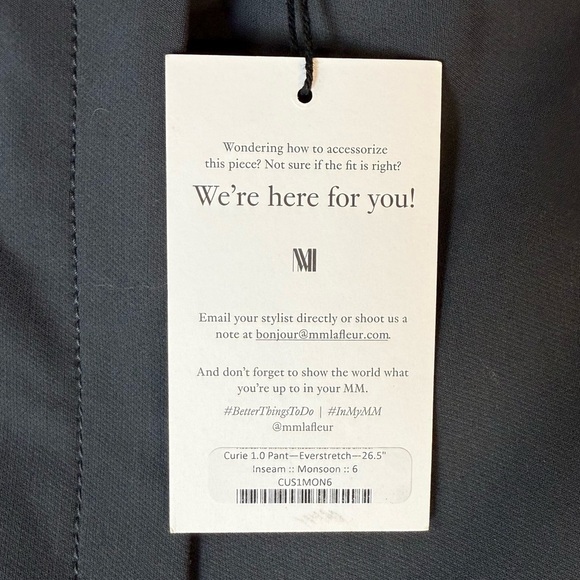 Wondering how to accessorize
this piece? Not sure if the fit is right?
We're here for you!
MM
Email your stylist directly or shoot us a
note at bonjour@mmlafleur.com.
And don't forget to show the world what
you're up to in your MM.
#BetterThingsToDo | #InMyMM
@mmlafleur
Curie 1.0 Pant—Everstretch—26.5"
Inseam :: Monsoon :: 6
CUS1MON6